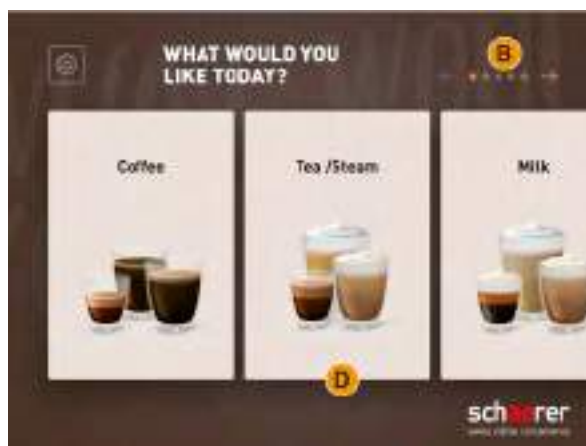 WHAT WOULD YOU
LIKE TODAY?
B
Coffee
Tea /Steam
Milk
D
schaerer